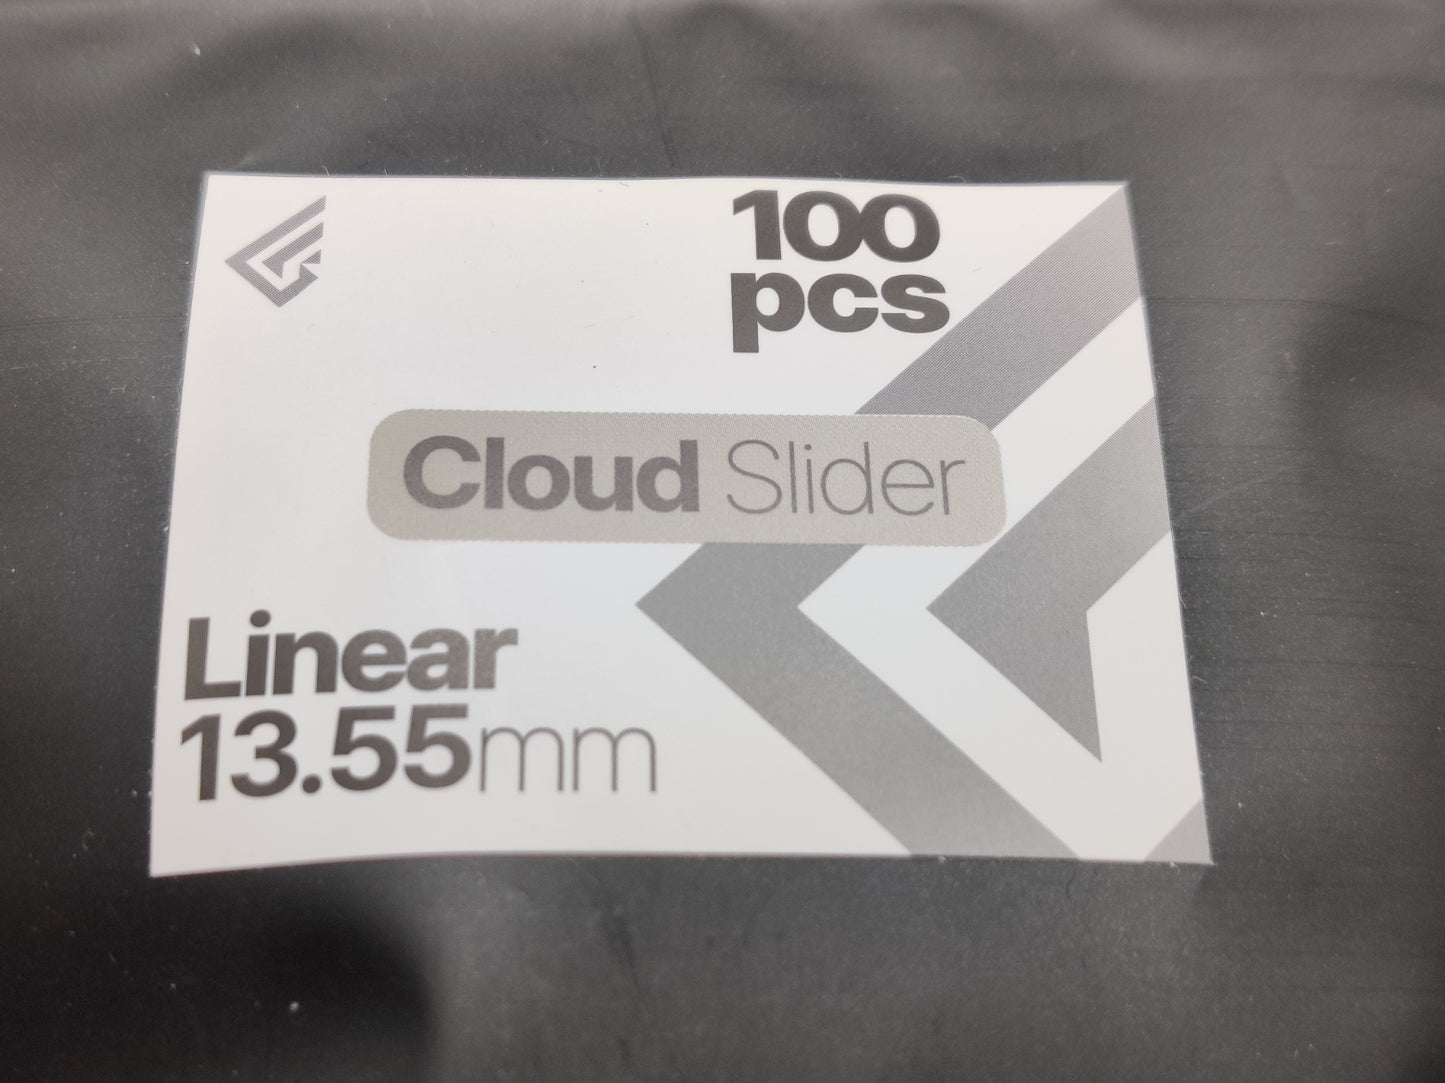 100
pcs
Cloud Slider
Linear
13.55mm